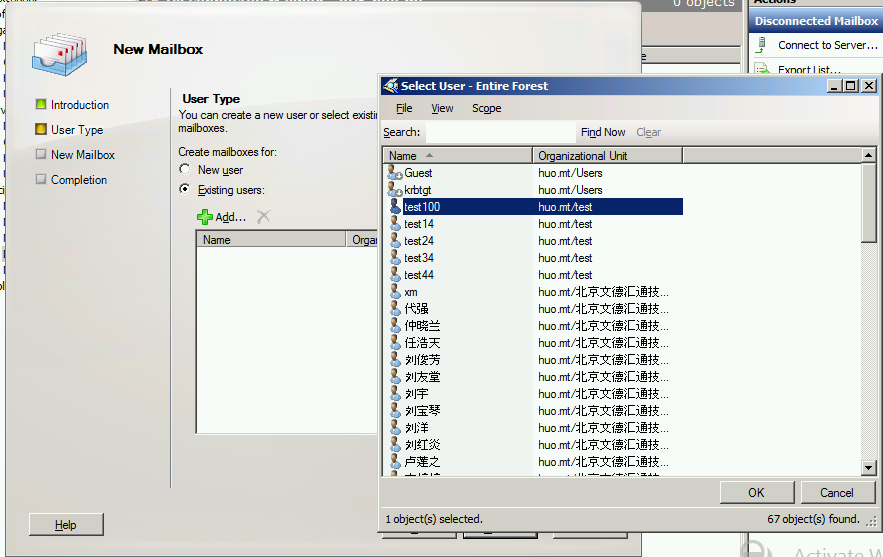 0 objects
Actions
Disconnected Mailbox
Connect to Server...
Export List...
New Mailbox
Introduction
User Type
New Mailbox
Completion
User Type
You can create a new user or select existi
mailboxes.
Create mailboxes for:
New user
Existing users:
Add...
Name Orga
Help
Select User - Entire Forest
File View Scope
Search: Find Now Clear
Name Organizational Unit
Guest huo.mt/Users
krbtgt huo.mt/Users
test100 huo.mt/test
test14 huo.mt/test
test24 huo.mt/test
test34 huo.mt/test
test44 huo.mt/test
xm huo.mt/北京文德汇通技...
代强 huo.mt/北京文德汇通技...
仲晓兰 huo.mt/北京文德汇通技...
任浩天 huo.mt/北京文德汇通技...
刘俊芳 huo.mt/北京文德汇通技...
刘友堂 huo.mt/北京文德汇通技...
刘宇 huo.mt/北京文德汇通技...
刘宝琴 huo.mt/北京文德汇通技...
刘洋 huo.mt/北京文德汇通技...
刘红炎 huo.mt/北京文德汇通技...
卢莲之 huo.mt/北京文德汇通技...
OK Cancel
1 object(s) selected. 67 object(s) found.
Activate W